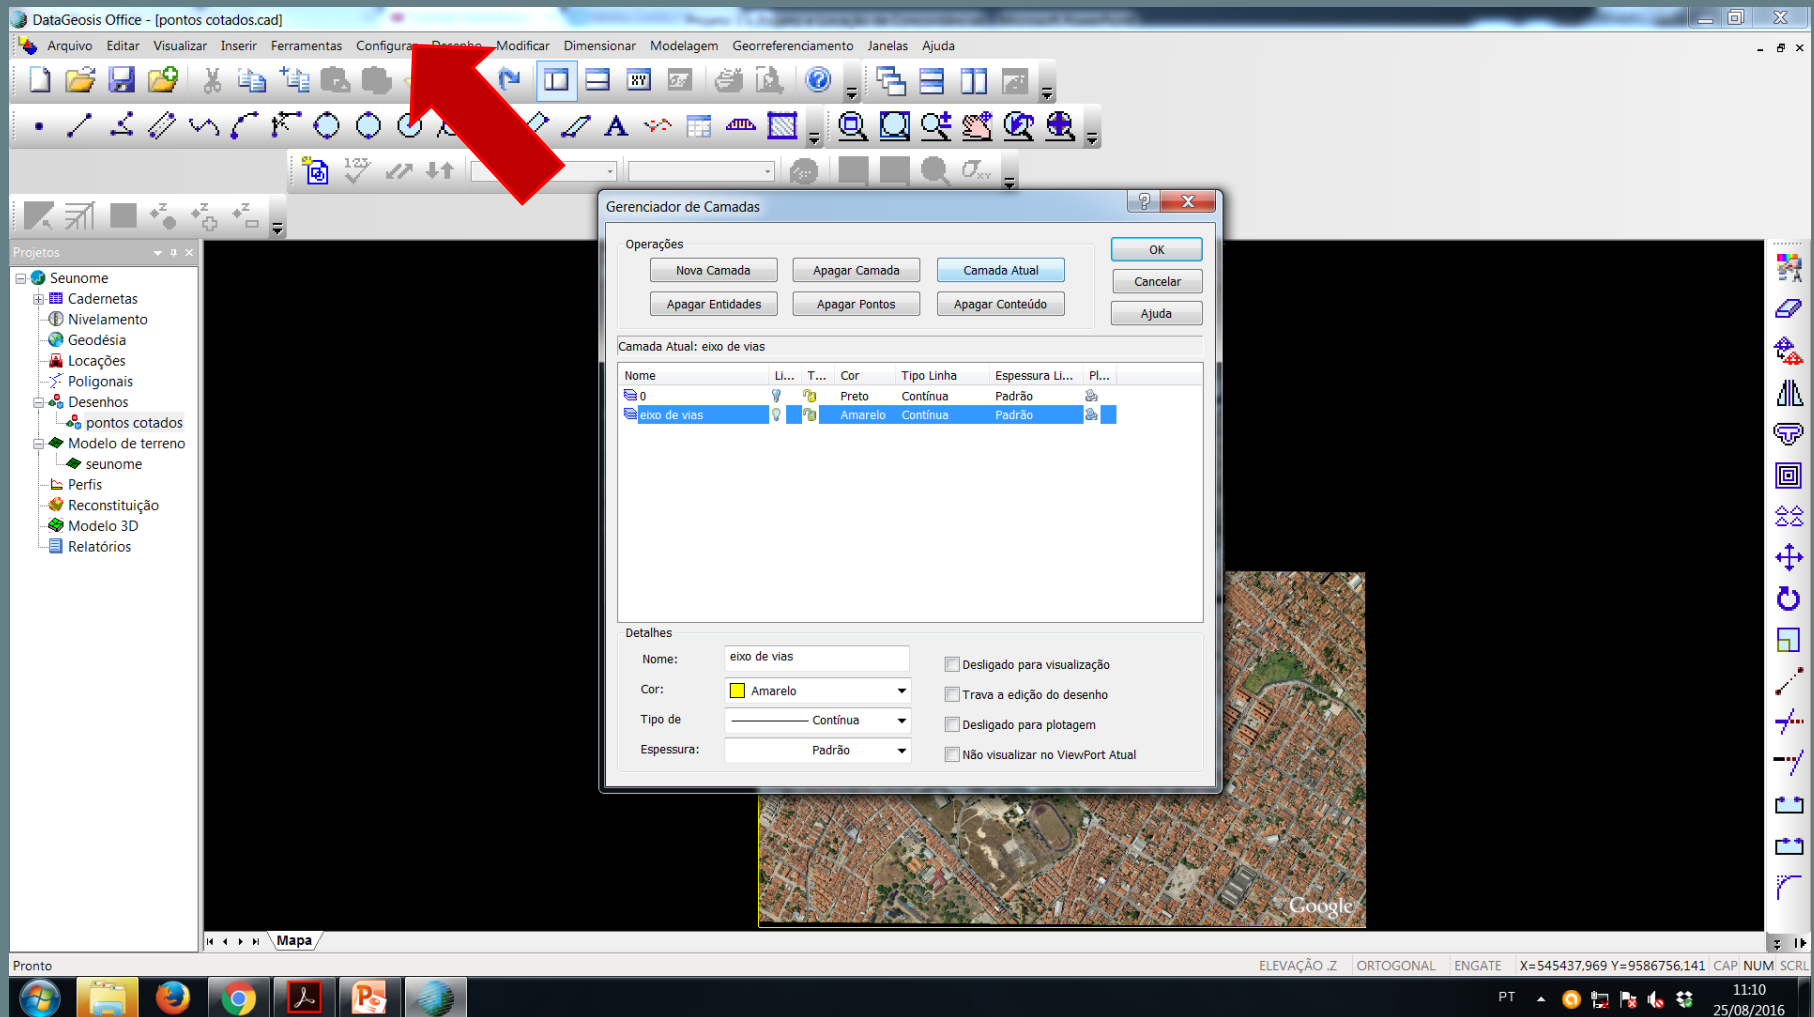 DataGeosis Office - [pontos cotados.cad]
Arquivo Editar Visualizar Inserir Ferramentas Configurar Desenho Modificar Dimensionar Modelagem Georreferenciamento Janelas Ajuda
XY
A
123
σxy
Z Z Z
Projetos
Seunome
Cadernetas
Nivelamento
Geodésia
Locações
Poligonais
Desenhos
pontos cotados
Modelo de terreno
seunome
Perfis
Reconstituição
Modelo 3D
Relatórios
Gerenciador de Camadas
Operações
Nova Camada Apagar Camada Camada Atual
Apagar Entidades Apagar Pontos Apagar Conteúdo
OK
Cancelar
Ajuda
Camada Atual: eixo de vias
Nome Li... T... Cor Tipo Linha Espessura Li... Pl...
0 Preto Contínua Padrão
eixo de vias Amarelo Contínua Padrão
Detalhes
Nome: eixo de vias
Cor: Amarelo
Tipo de Contínua
Espessura: Padrão
Desligado para visualização
Trava a edição do desenho
Desligado para plotagem
Não visualizar no ViewPort Atual
Google
Mapa
Pronto
ELEVAÇÃO .Z ORTOGONAL ENGATE X=545437,969 Y=9586756,141 CAP NUM SCRL
PT
11:10
25/08/2016